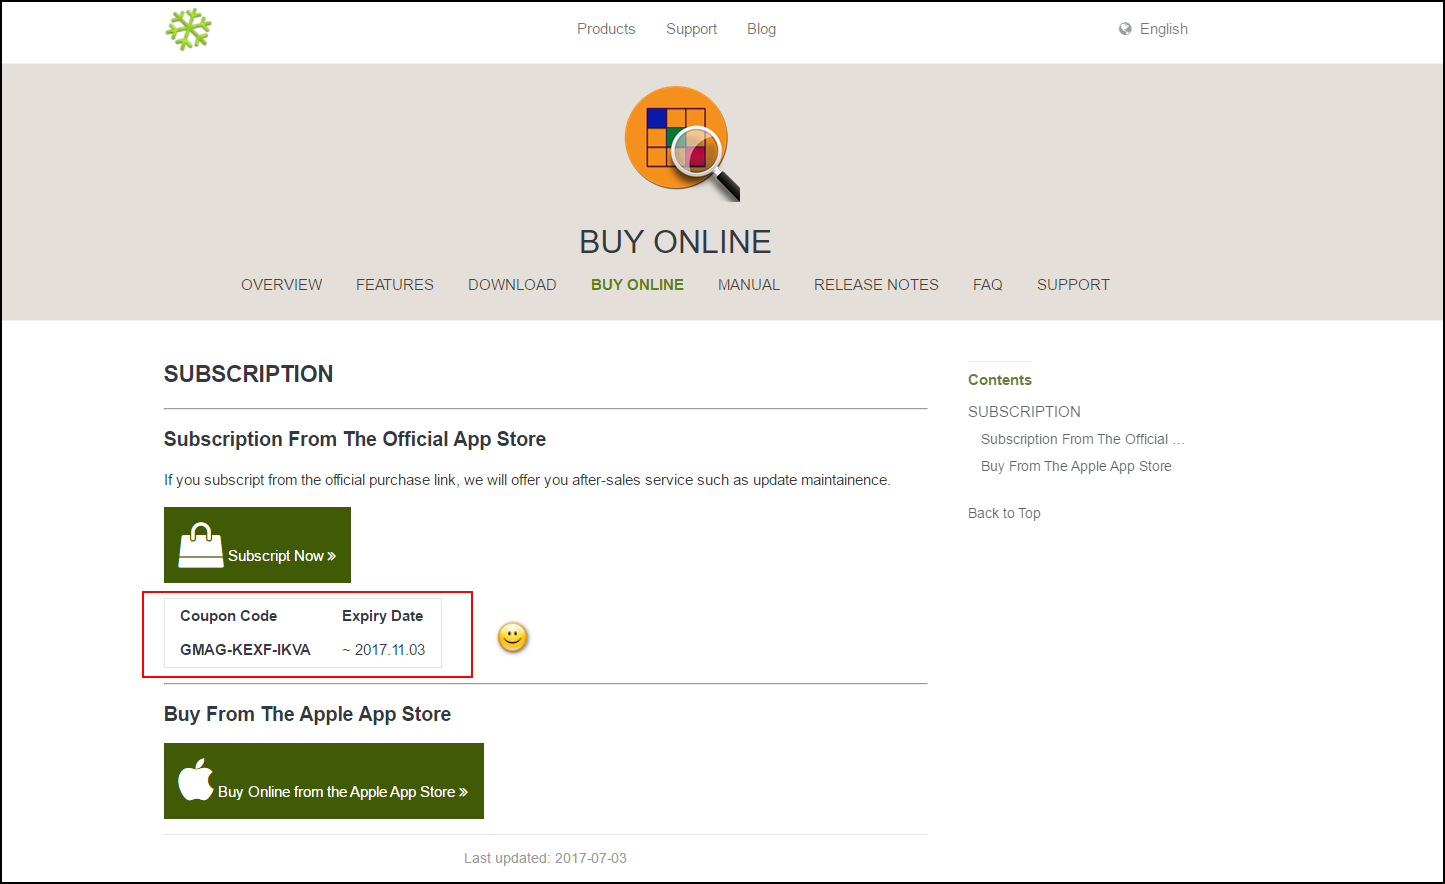 Products Support Blog English
BUY ONLINE
OVERVIEW FEATURES DOWNLOAD BUY ONLINE MANUAL RELEASE NOTES FAQ SUPPORT
SUBSCRIPTION
Subscription From The Official App Store
If you subscript from the official purchase link, we will offer you after-sales service such as update maintainence.
Subscript Now »
Coupon Code Expiry Date
GMAG-KEXF-IKVA ~ 2017.11.03
Buy From The Apple App Store
Buy Online from the Apple App Store »
Last updated: 2017-07-03
Contents
SUBSCRIPTION
Subscription From The Official ...
Buy From The Apple App Store
Back to Top